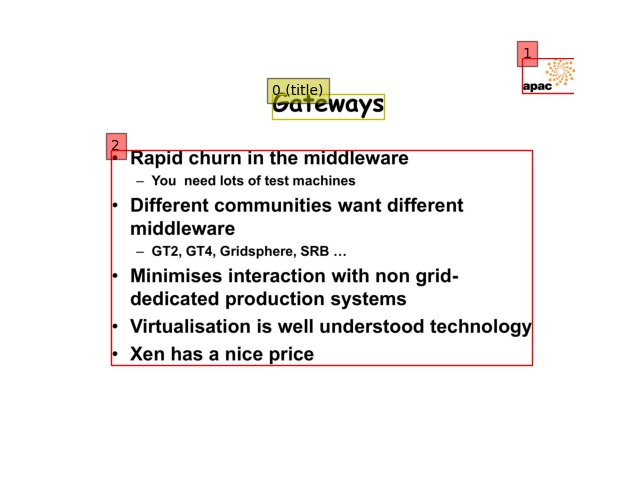 1
apac
0 (title)
Gateways
2
• Rapid churn in the middleware
– You need lots of test machines
• Different communities want different
middleware
– GT2, GT4, Gridsphere, SRB …
• Minimises interaction with non grid-
dedicated production systems
• Virtualisation is well understood technology
• Xen has a nice price